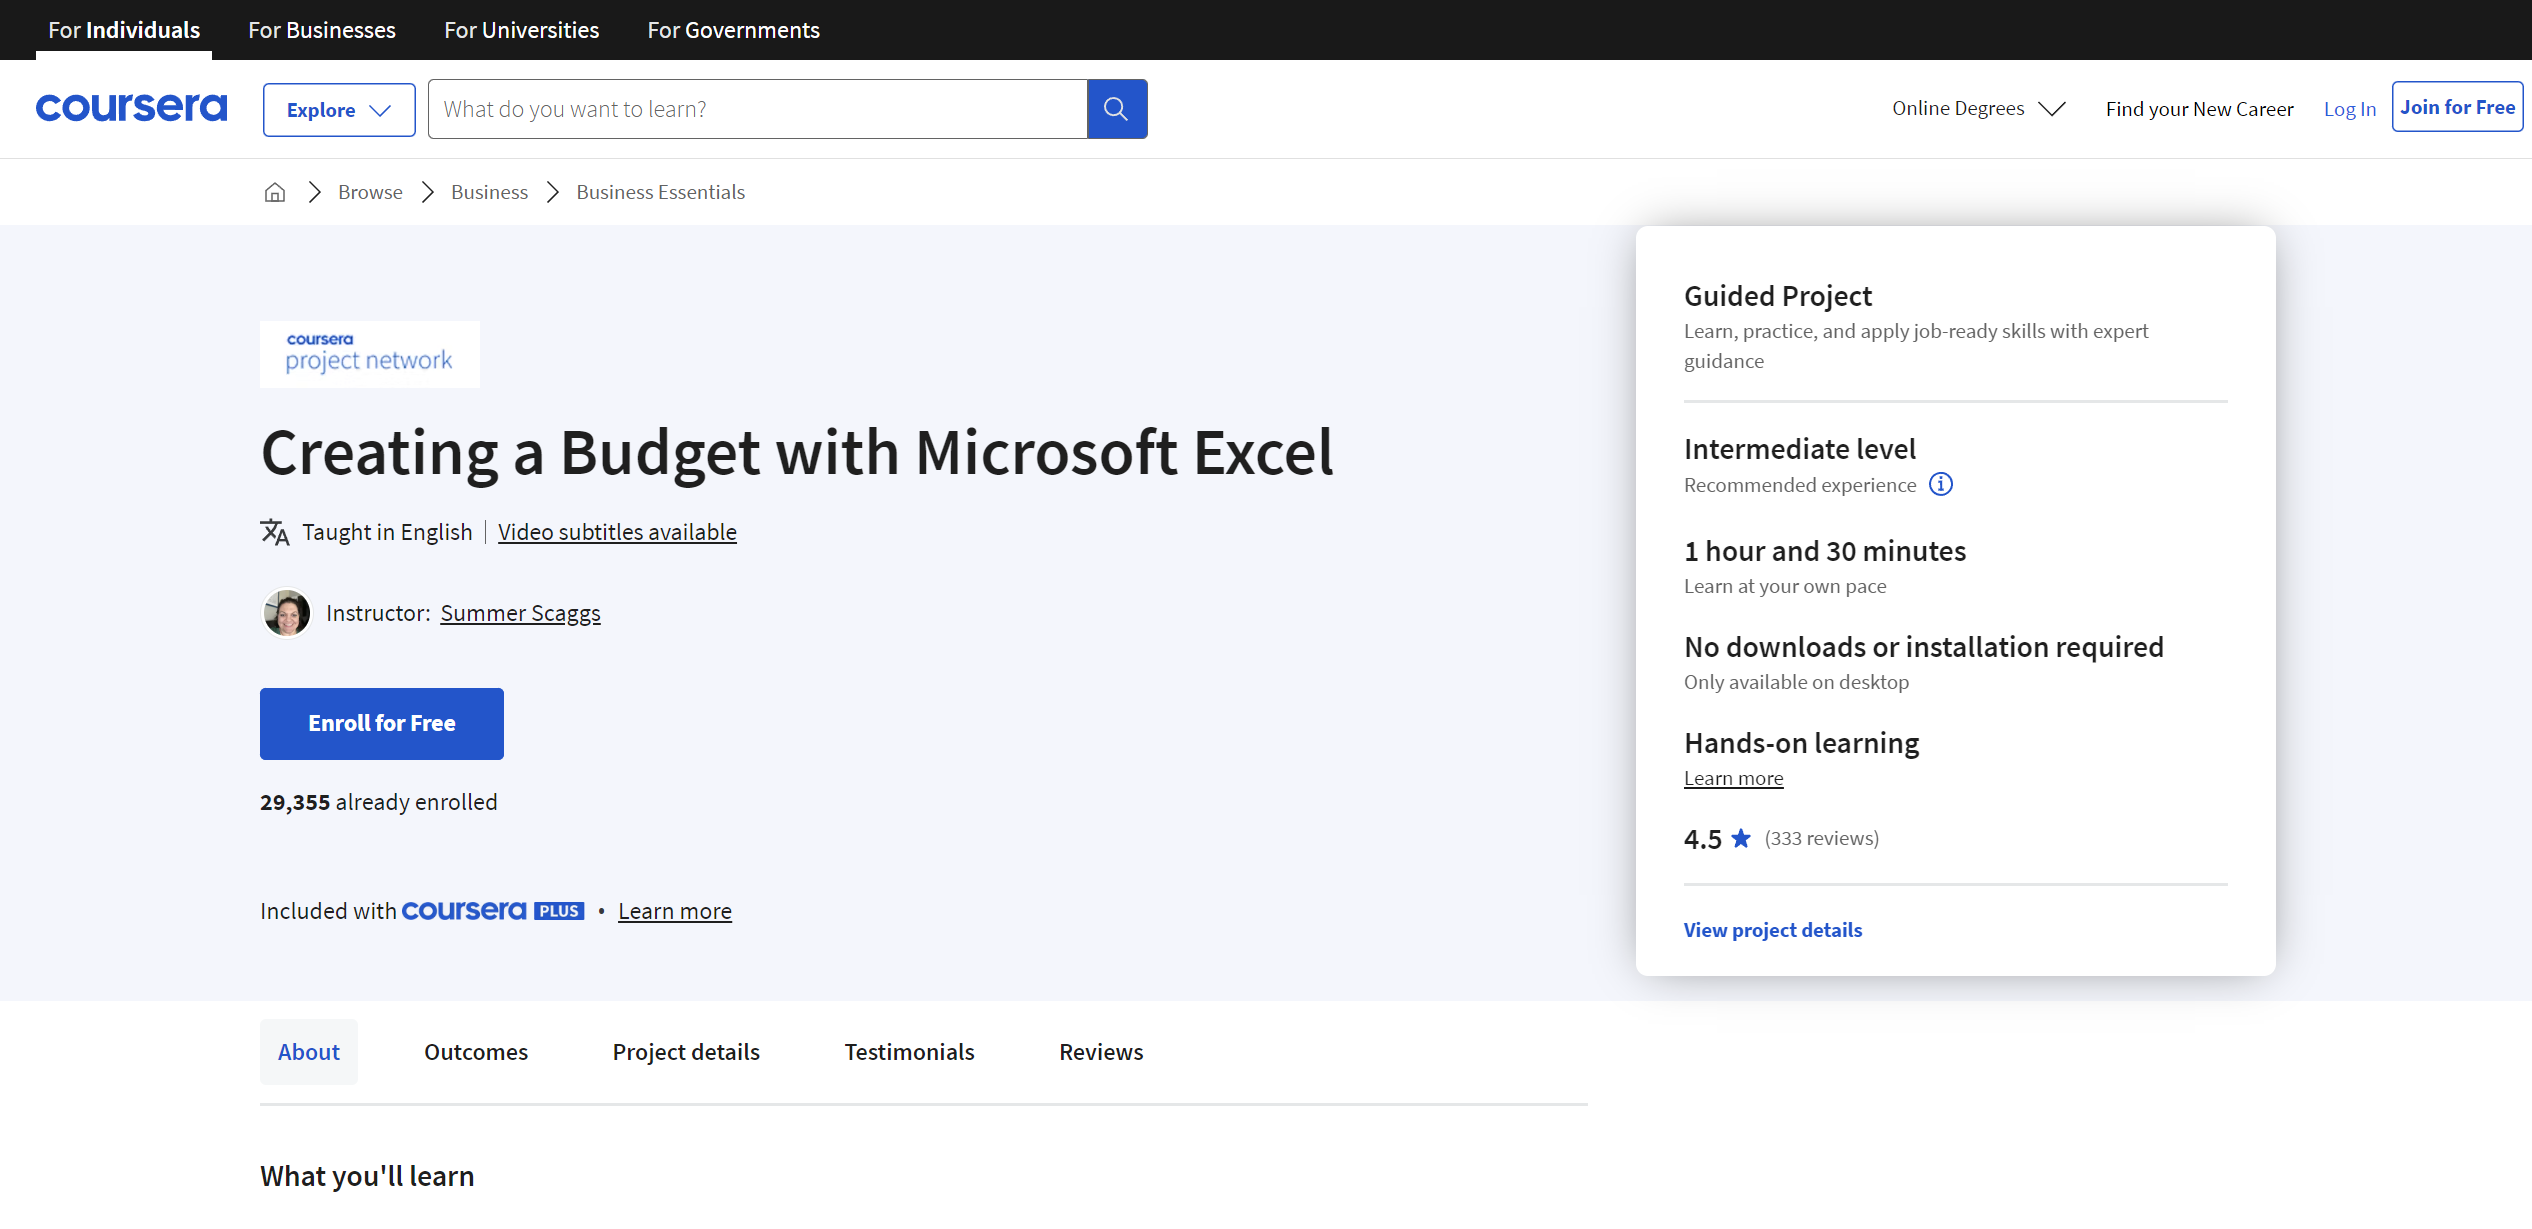 For Individuals For Businesses For Universities For Governments
coursera Explore What do you want to learn? Online Degrees Find your New Career Log In Join for Free
Browse Business Business Essentials
coursera
project network
Creating a Budget with Microsoft Excel
Taught in English Video subtitles available
Instructor: Summer Scaggs
Enroll for Free
29,355 already enrolled
Included with coursera PLUS • Learn more
Guided Project
Learn, practice, and apply job-ready skills with expert
guidance
Intermediate level
Recommended experience
1 hour and 30 minutes
Learn at your own pace
No downloads or installation required
Only available on desktop
Hands-on learning
Learn more
4.5 (333 reviews)
View project details
About Outcomes Project details Testimonials Reviews
What you'll learn